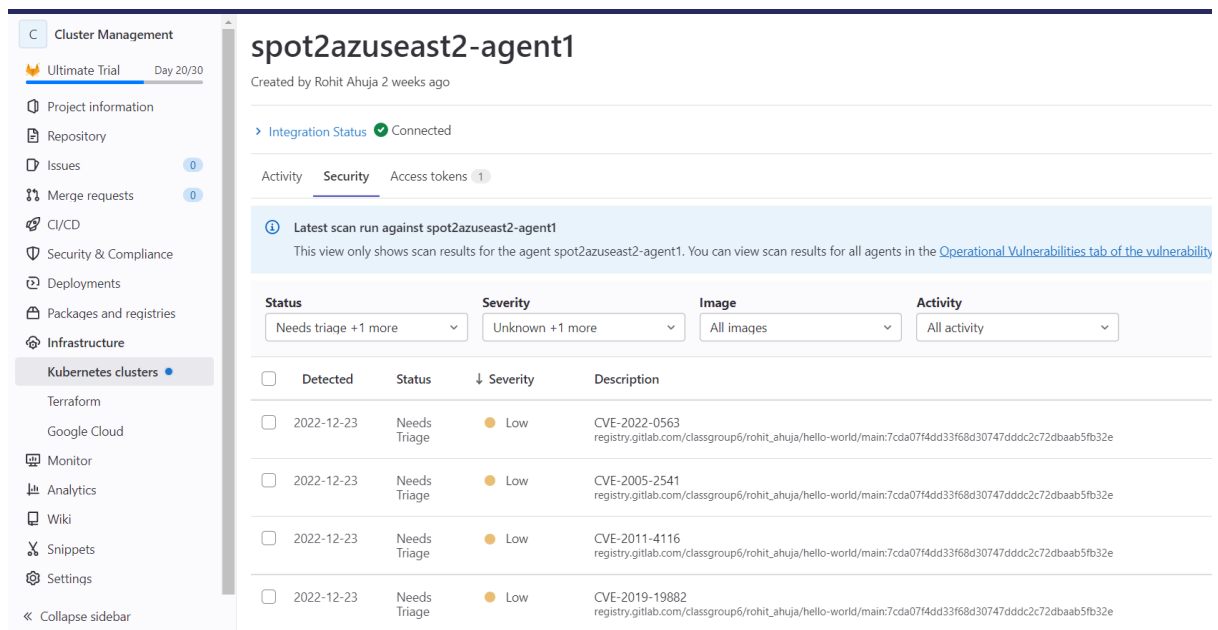 C Cluster Management
Ultimate Trial Day 20/30
Project information
Repository
Issues 0
Merge requests 0
CI/CD
Security & Compliance
Deployments
Packages and registries
Infrastructure
Kubernetes clusters
Terraform
Google Cloud
Monitor
Analytics
Wiki
Snippets
Settings
« Collapse sidebar
spot2azuseast2-agent1
Created by Rohit Ahuja 2 weeks ago
Integration Status Connected
Activity Security Access tokens 1
Latest scan run against spot2azuseast2-agent1
This view only shows scan results for the agent spot2azuseast2-agent1. You can view scan results for all agents in the Operational Vulnerabilities tab of the vulnerability
Status Severity Image Activity
Needs triage +1 more Unknown +1 more All images All activity
Detected Status ↓ Severity Description
2022-12-23 Needs Triage Low CVE-2022-0563
registry.gitlab.com/classgroup6/rohit_ahuja/hello-world/main:7cda07f4dd33f68d30747dddc2c72dbaab5fb32e
2022-12-23 Needs Triage Low CVE-2005-2541
registry.gitlab.com/classgroup6/rohit_ahuja/hello-world/main:7cda07f4dd33f68d30747dddc2c72dbaab5fb32e
2022-12-23 Needs Triage Low CVE-2011-4116
registry.gitlab.com/classgroup6/rohit_ahuja/hello-world/main:7cda07f4dd33f68d30747dddc2c72dbaab5fb32e
2022-12-23 Needs Triage Low CVE-2019-19882
registry.gitlab.com/classgroup6/rohit_ahuja/hello-world/main:7cda07f4dd33f68d30747dddc2c72dbaab5fb32e